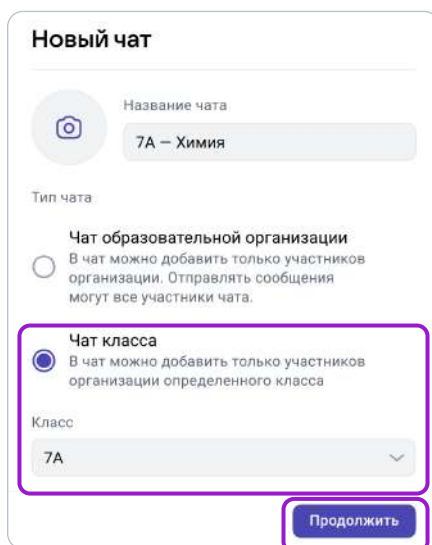 Новый чат
Название чата
7А — Химия
Тип чата
Чат образовательной организации
В чат можно добавить только участников
организации. Отправлять сообщения
могут все участники чата.
Чат класса
В чат можно добавить только участников
организации определенного класса
Класс
7А
Продолжить